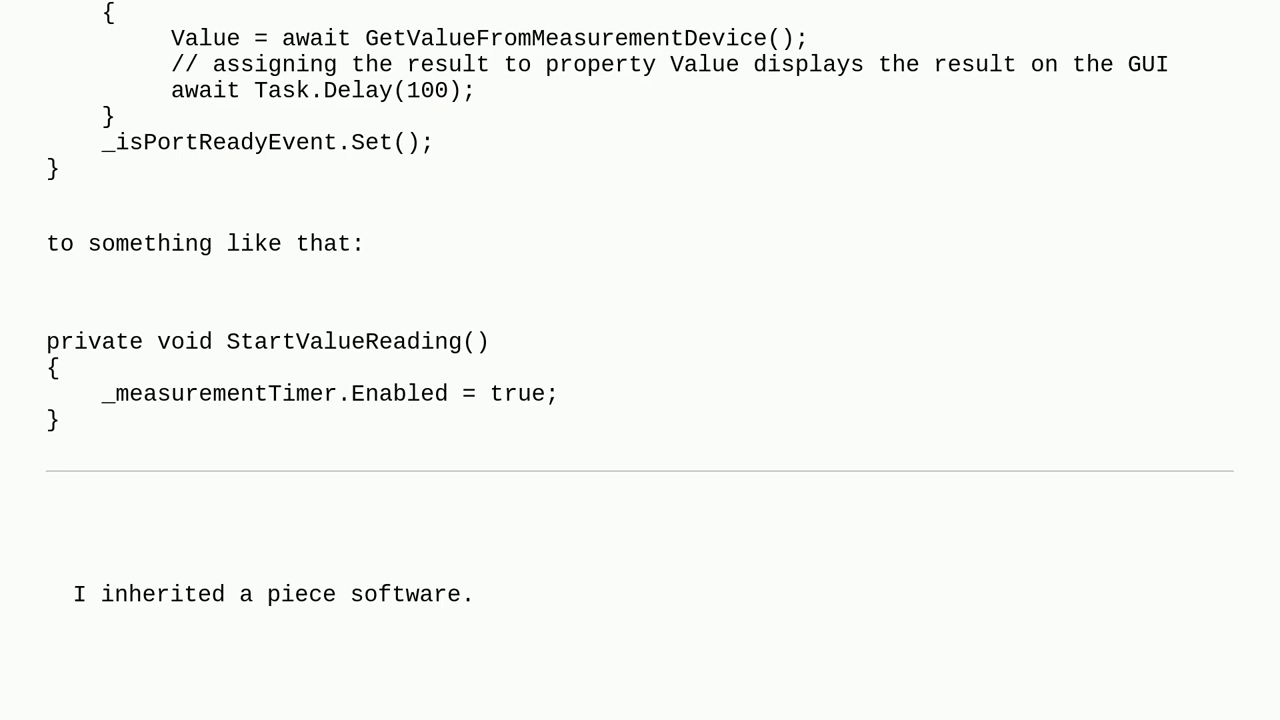 {
Value = await GetValueFromMeasurementDevice();
// assigning the result to property Value displays the result on the GUI
await Task.Delay(100);
}
_isPortReadyEvent.Set();
}
to something like that:
private void StartValueReading()
{
_measurementTimer.Enabled = true;
}
I inherited a piece software.